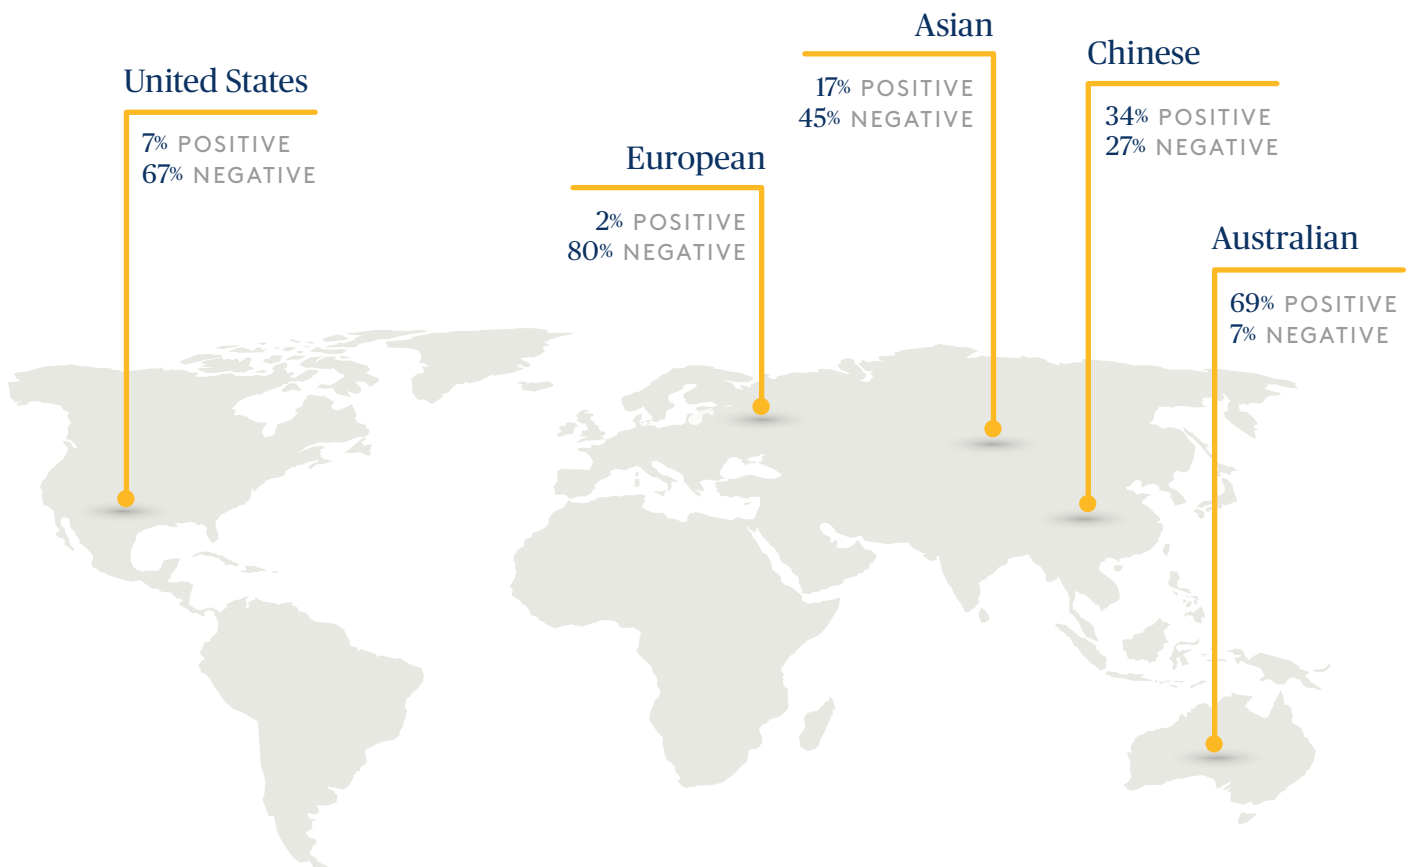 United States
7% POSITIVE
67% NEGATIVE
European
2% POSITIVE
80% NEGATIVE
Asian
17% POSITIVE
45% NEGATIVE
Chinese
34% POSITIVE
27% NEGATIVE
Australian
69% POSITIVE
7% NEGATIVE